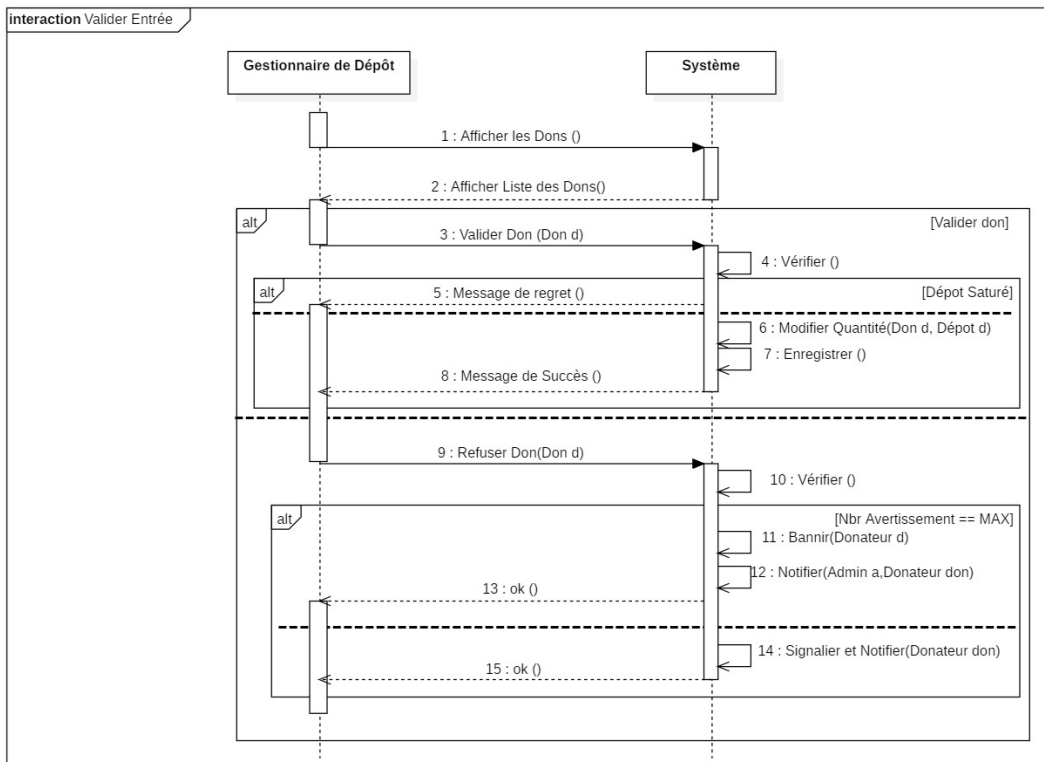 interaction Valider Entrée
Gestionnaire de Dépôt
Système
1 : Afficher les Dons ()
2 : Afficher Liste des Dons()
alt
[Valider don]
3 : Valider Don (Don d)
4 : Vérifier ()
alt
[Dépot Saturé]
5 : Message de regret ()
6 : Modifier Quantité(Don d, Dépot d)
7 : Enregistrer ()
8 : Message de Succès ()
9 : Refuser Don(Don d)
10 : Vérifier ()
alt
[Nbr Avertissement == MAX]
11 : Bannir(Donateur d)
12 : Notifier(Admin a,Donateur don)
13 : ok ()
14 : Signalier et Notifier(Donateur don)
15 : ok ()